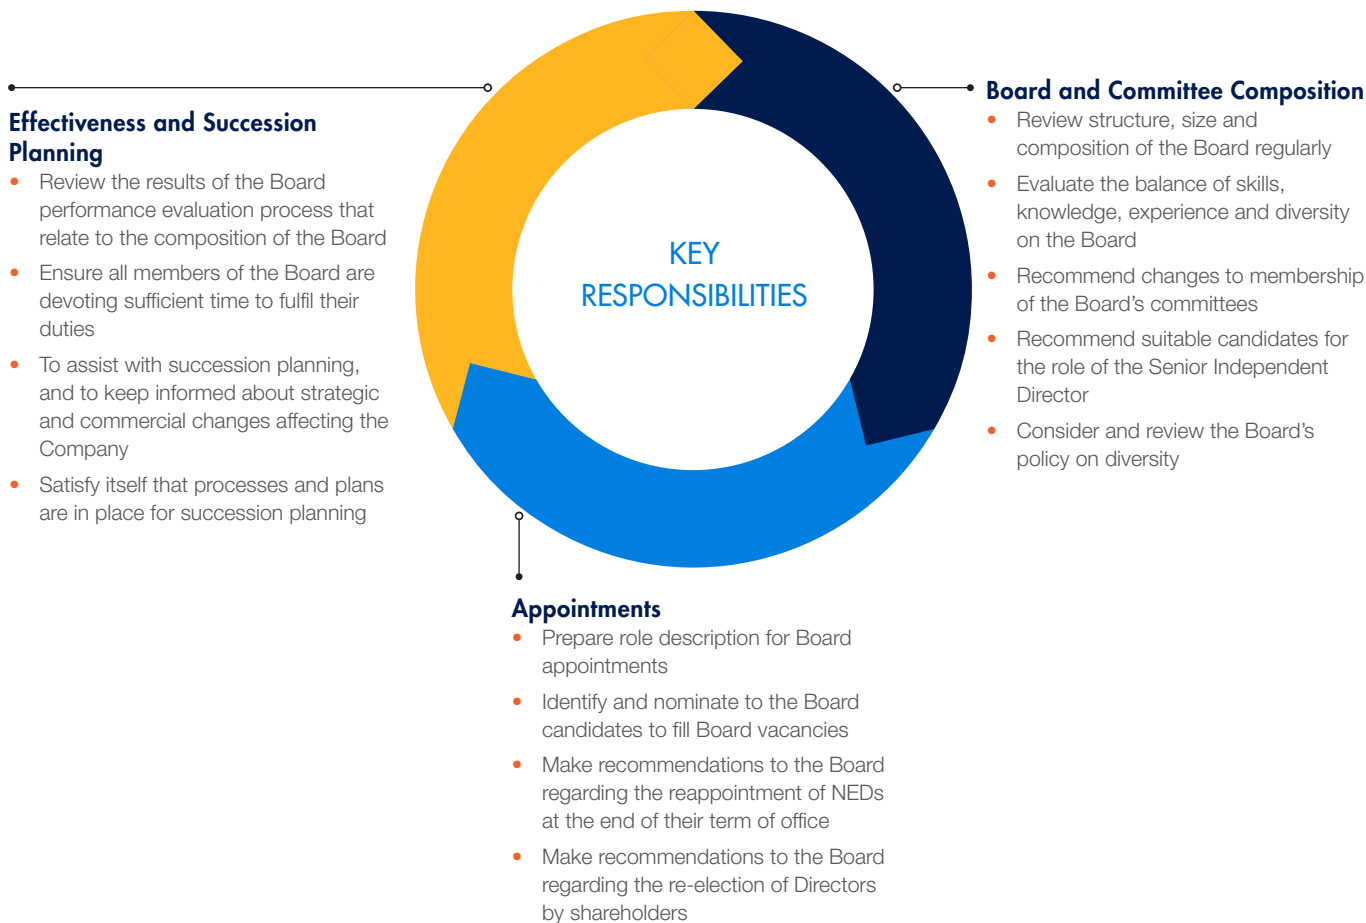 KEY
RESPONSIBILITIES
Effectiveness and Succession
Planning
• Review the results of the Board
performance evaluation process that
relate to the composition of the Board
• Ensure all members of the Board are
devoting sufficient time to fulfil their
duties
• To assist with succession planning,
and to keep informed about strategic
and commercial changes affecting the
Company
• Satisfy itself that processes and plans
are in place for succession planning
Board and Committee Composition
• Review structure, size and
composition of the Board regularly
• Evaluate the balance of skills,
knowledge, experience and diversity
on the Board
• Recommend changes to membership
of the Board’s committees
• Recommend suitable candidates for
the role of the Senior Independent
Director
• Consider and review the Board’s
policy on diversity
Appointments
• Prepare role description for Board
appointments
• Identify and nominate to the Board
candidates to fill Board vacancies
• Make recommendations to the Board
regarding the reappointment of NEDs
at the end of their term of office
• Make recommendations to the Board
regarding the re-election of Directors
by shareholders